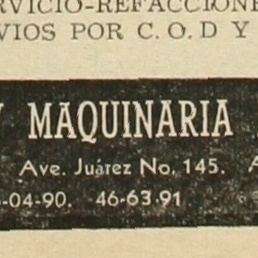 RVICIO-REFACCIONE
VIOS POR C. O. D Y
Y MAQUINARIA
Ave. Juárez No. 145. A
-04-90. 46-63-91